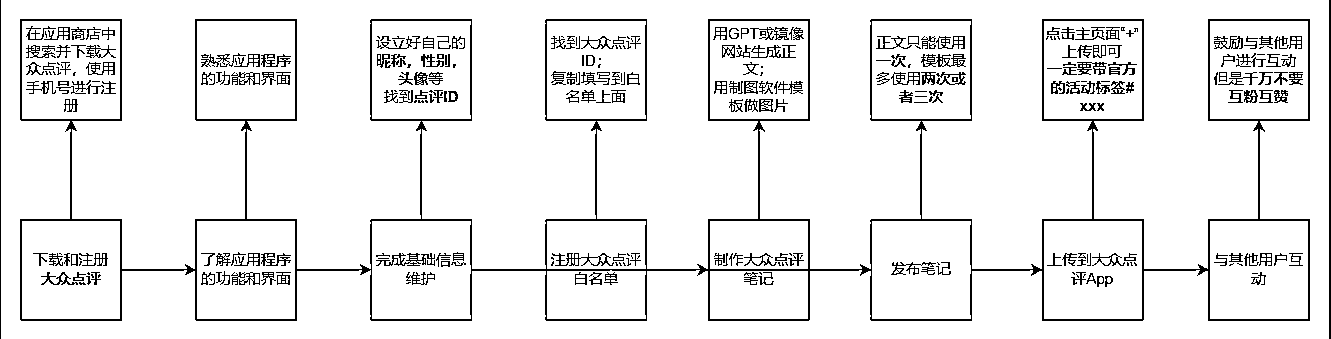 在应用商店中
搜索并下载大
众点评，使用
手机号进行注
册
熟悉应用程序
的功能和界面
设立好自己的
昵称，性别，
头像等
找到点评ID
找到大众点评
ID；
复制填写到白
名单上面
用GPT或镜像
网站生成正
文；
用制图软件模
板做图片
正文只能使用
一次，模板最
多使用两次或
者三次
点击主页面“+”
上传即可
一定要带官方
的活动标签#
xxx
鼓励与其他用
户进行互动
但是千万不要
互粉互赞
下载和注册
大众点评
了解应用程序
的功能和界面
完成基础信息
维护
注册大众点评
白名单
制作大众点评
笔记
发布笔记
上传到大众点
评App
与其他用户互
动